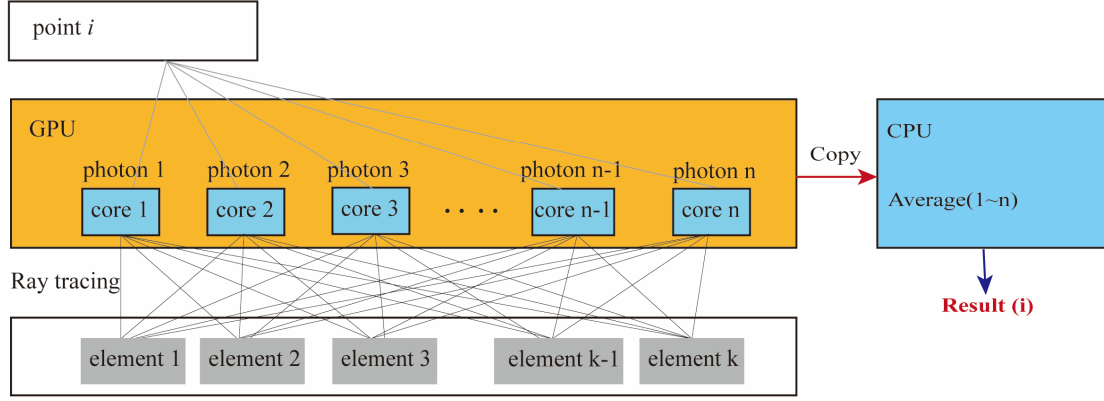 point i
GPU
photon 1 photon 2 photon 3 photon n-1 photon n
core 1 core 2 core 3 . . . . core n-1 core n
Copy
CPU
Average(1~n)
Result (i)
Ray tracing
element 1 element 2 element 3 element k-1 element k